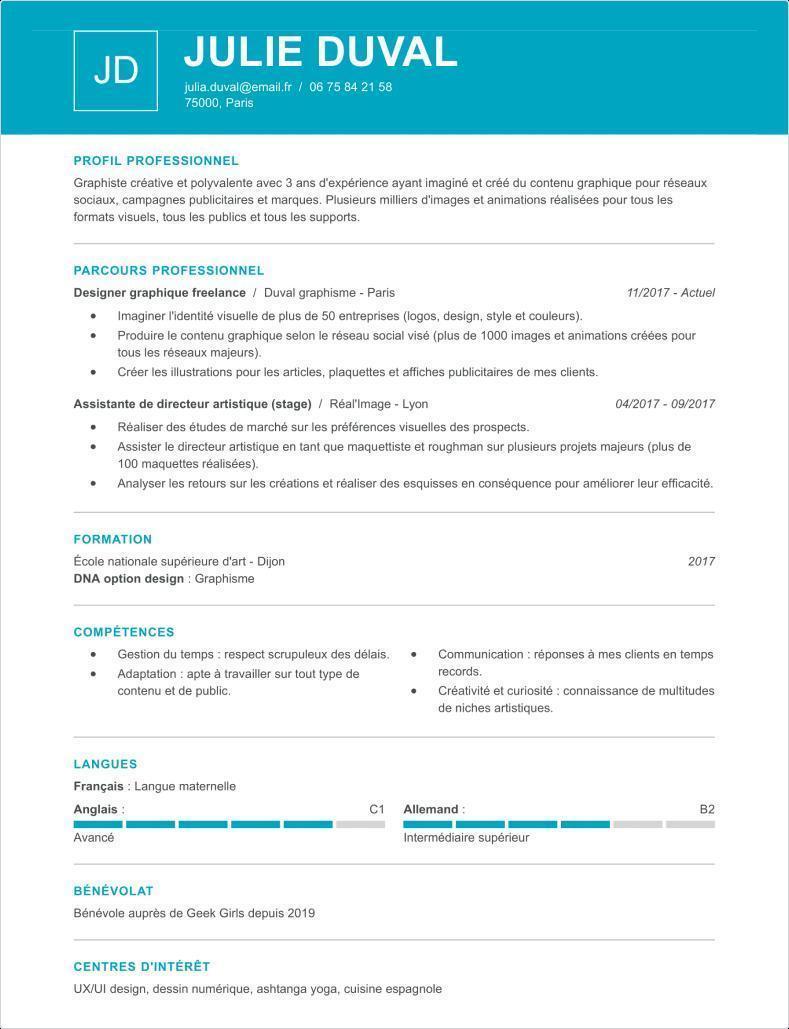 JD
JULIE DUVAL
julia.duval@email.fr / 06 75 84 21 58
75000, Paris
PROFIL PROFESSIONNEL
Graphiste créative et polyvalente avec 3 ans d'expérience ayant imaginé et créé du contenu graphique pour réseaux
sociaux, campagnes publicitaires et marques. Plusieurs milliers d'images et animations réalisées pour tous les
formats visuels, tous les publics et tous les supports.
PARCOURS PROFESSIONNEL
Designer graphique freelance / Duval graphisme - Paris 11/2017 - Actuel
● Imaginer l'identité visuelle de plus de 50 entreprises (logos, design, style et couleurs).
● Produire le contenu graphique selon le réseau social visé (plus de 1000 images et animations créées pour
tous les réseaux majeurs).
● Créer les illustrations pour les articles, plaquettes et affiches publicitaires de mes clients.
Assistante de directeur artistique (stage) / Réal'Image - Lyon 04/2017 - 09/2017
● Réaliser des études de marché sur les préférences visuelles des prospects.
● Assister le directeur artistique en tant que maquettiste et roughman sur plusieurs projets majeurs (plus de
100 maquettes réalisées).
● Analyser les retours sur les créations et réaliser des esquisses en conséquence pour améliorer leur efficacité.
FORMATION
École nationale supérieure d'art - Dijon 2017
DNA option design : Graphisme
COMPÉTENCES
● Gestion du temps : respect scrupuleux des délais.
● Adaptation : apte à travailler sur tout type de
contenu et de public.
● Communication : réponses à mes clients en temps
records.
● Créativité et curiosité : connaissance de multitudes
de niches artistiques.
LANGUES
Français : Langue maternelle
Anglais : C1
Avancé
Allemand : B2
Intermédiaire supérieur
BÉNÉVOLAT
Bénévole auprès de Geek Girls depuis 2019
CENTRES D'INTÉRÊT
UX/UI design, dessin numérique, ashtanga yoga, cuisine espagnole